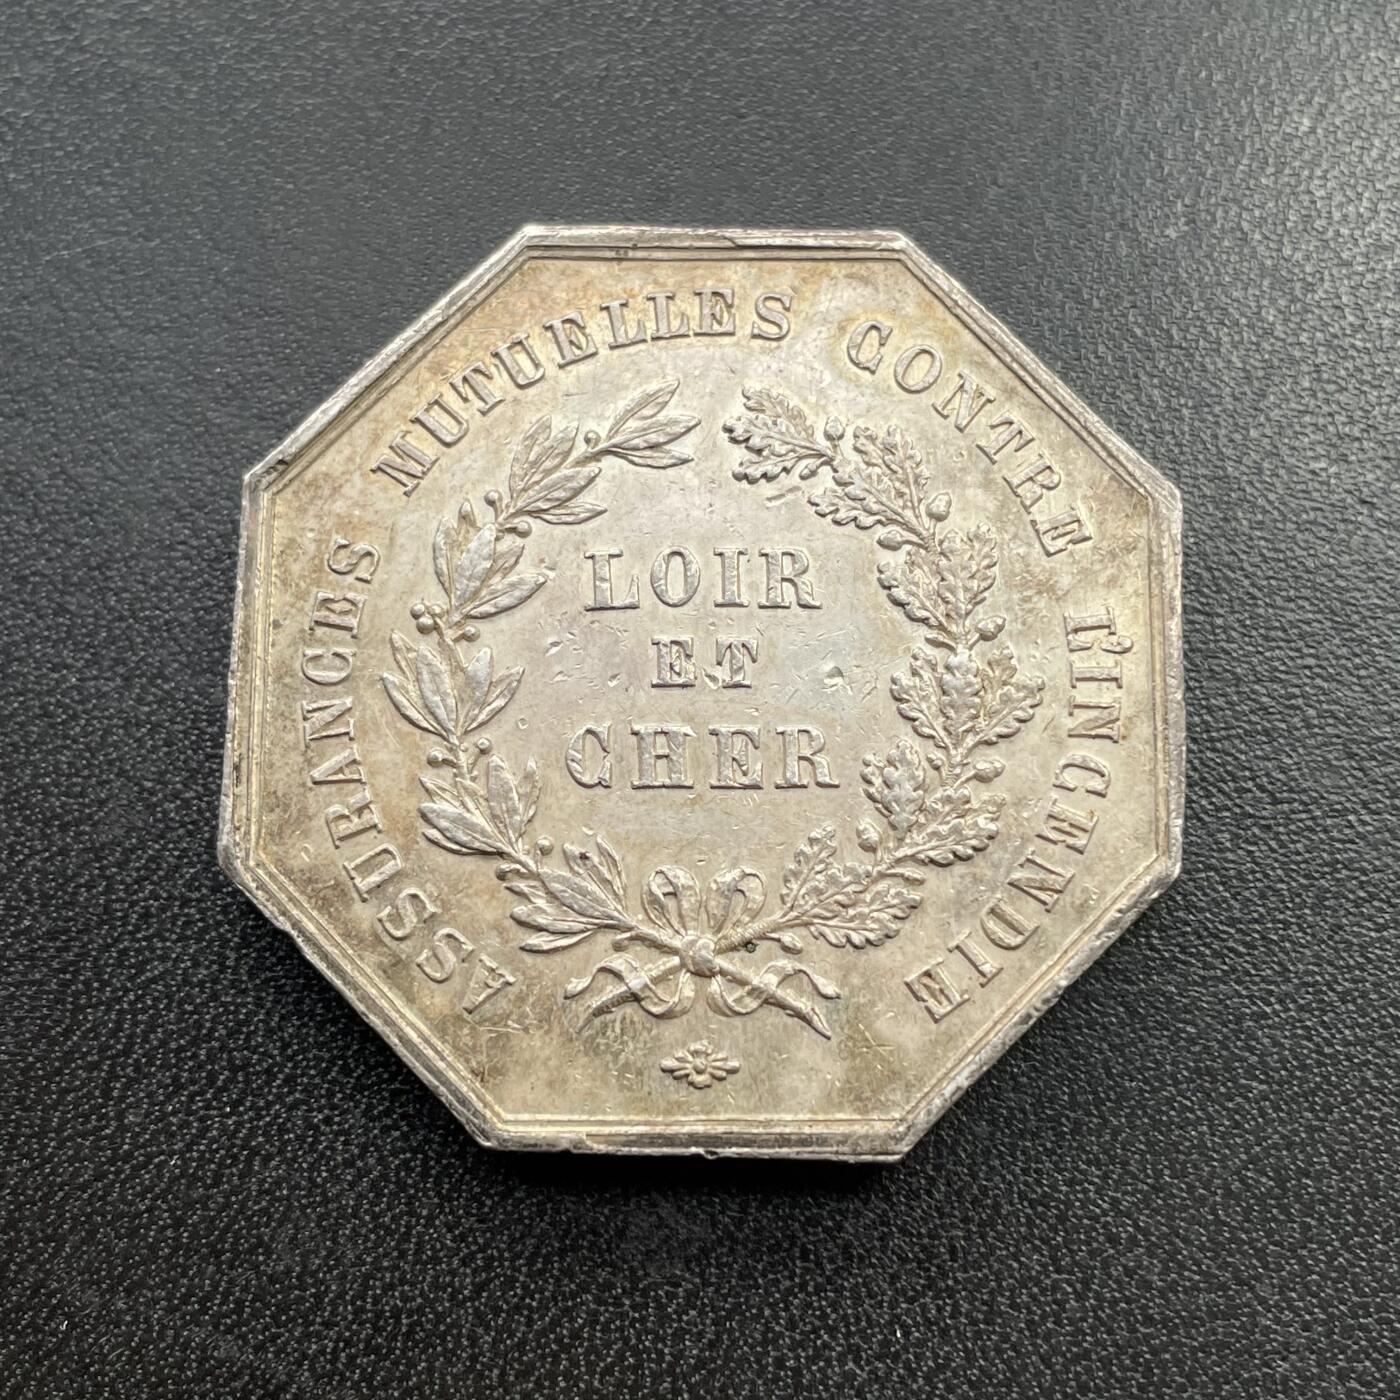 ASSURANCES MUTUELLES CONTRE L'INCENDIE
LOIR
ET
CHER